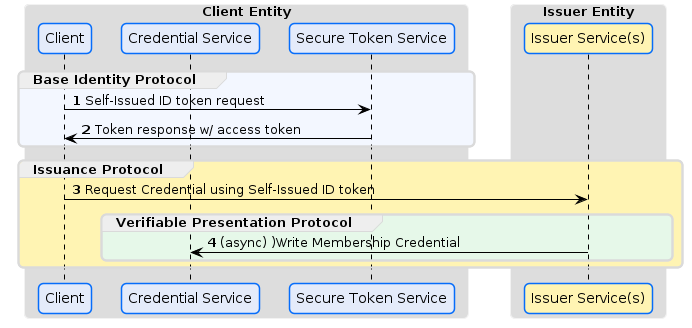 Client Entity
Issuer Entity
Client
Credential Service
Secure Token Service
Issuer Service(s)
Base Identity Protocol
1 Self-Issued ID token request
2 Token response w/ access token
Issuance Protocol
3 Request Credential using Self-Issued ID token
Verifiable Presentation Protocol
4 (async) )Write Membership Credential
Client
Credential Service
Secure Token Service
Issuer Service(s)